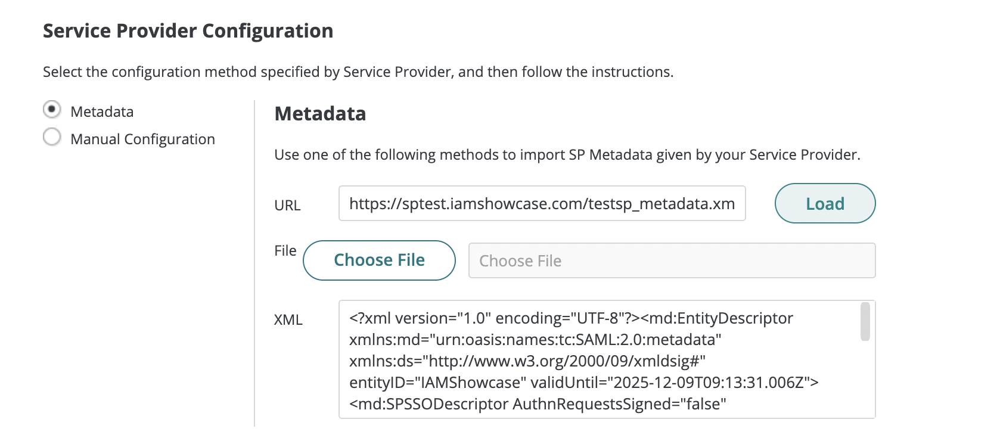 Service Provider Configuration
Select the configuration method specified by Service Provider, and then follow the instructions.
Metadata
Manual Configuration
Metadata
Use one of the following methods to import SP Metadata given by your Service Provider.
URL
https://sptest.iamshowcase.com/testsp_metadata.xm
Load
File
Choose File
Choose File
XML
<?xml version="1.0" encoding="UTF-8"?><md:EntityDescriptor
xmlns:md="urn:oasis:names:tc:SAML:2.0:metadata"
xmlns:ds="http://www.w3.org/2000/09/xmldsig#"
entityID="IAMShowcase" validUntil="2025-12-09T09:13:31.006Z">
<md:SPSSODescriptor AuthnRequestsSigned="false"